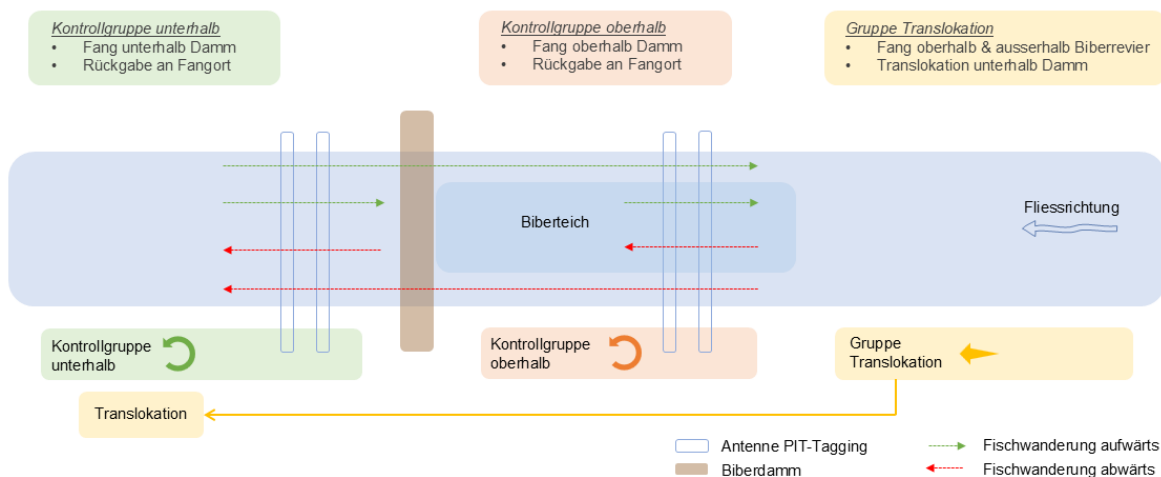 Kontrollgruppe unterhalb
• Fang unterhalb Damm
• Rückgabe an Fangort
Kontrollgruppe oberhalb
• Fang oberhalb Damm
• Rückgabe an Fangort
Gruppe Translokation
• Fang oberhalb & ausserhalb Biberrevier
• Translokation unterhalb Damm
Biberteich
Fliessrichtung
Kontrollgruppe
unterhalb
Kontrollgruppe
oberhalb
Gruppe
Translokation
Translokation
Antenne PIT-Tagging
Biberdamm
Fischwanderung aufwärts
Fischwanderung abwärts